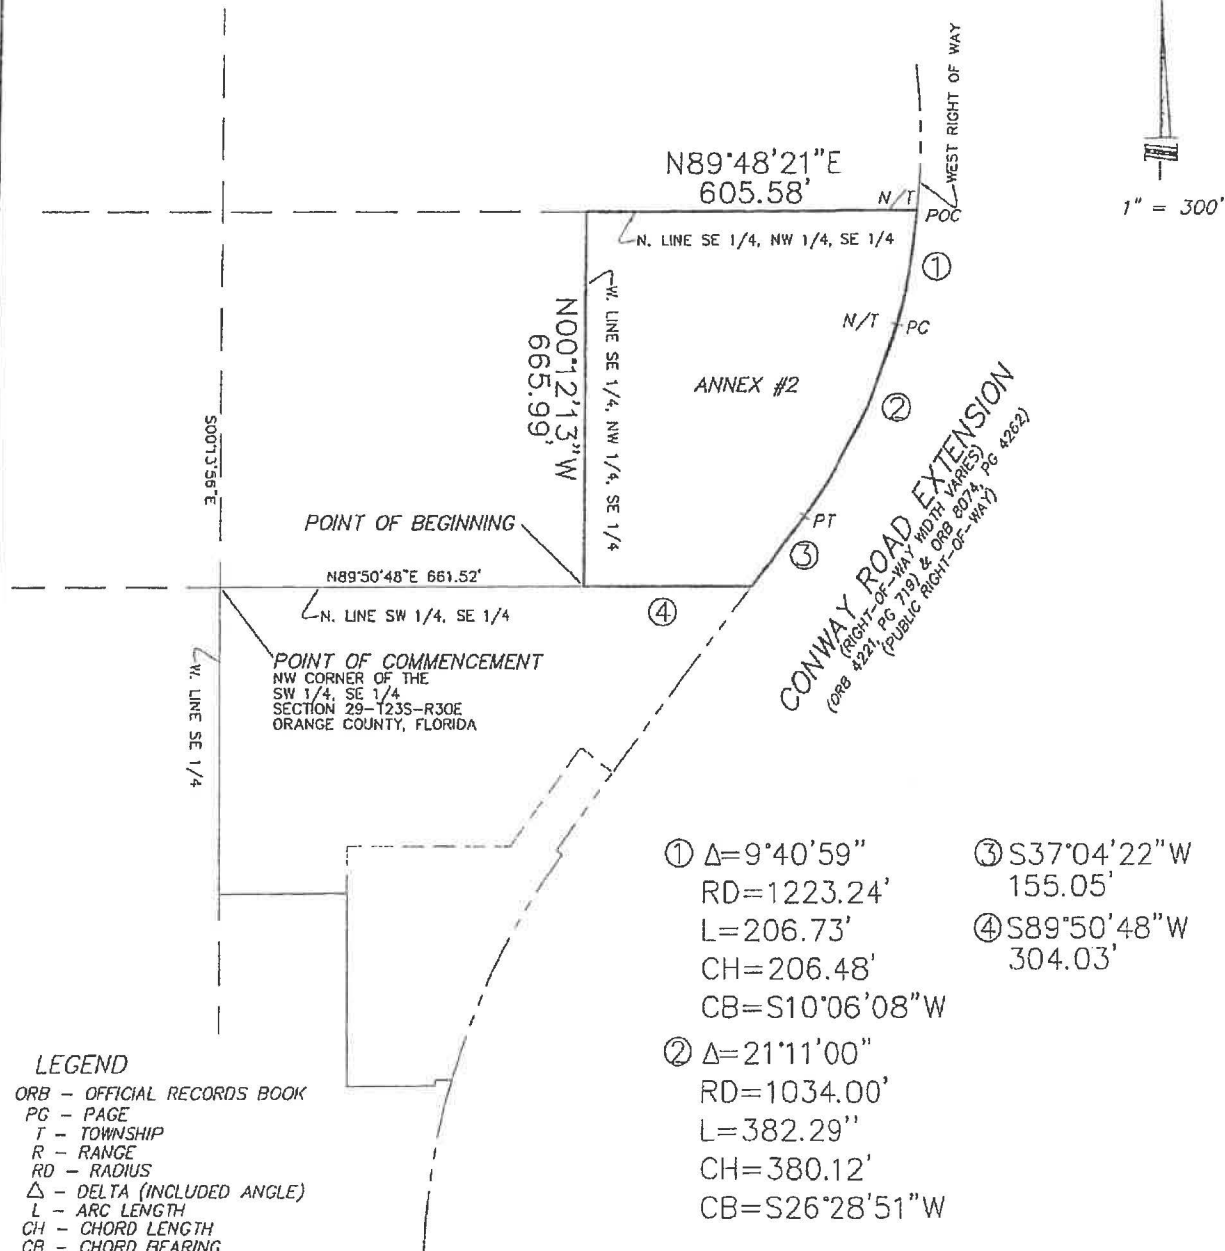 WEST RIGHT OF WAY
N89°48'21"E
605.58'
N/T
POC
1" = 300'
N. LINE SE 1/4, NW 1/4, SE 1/4
①
N/T
PC
W. LINE SE 1/4, NW 1/4, SE 1/4
N00°12'13"W
665.99'
ANNEX #2
②
S00°13'56"E
CONWAY ROAD EXTENSION
(RIGHT-OF-WAY WIDTH VARIES)
(ORB 4221, PG 719) & ORB 8074, PG 4262)
(PUBLIC RIGHT-OF-WAY)
POINT OF BEGINNING
PT
③
N89°50'48"E 661.52'
N. LINE SW 1/4, SE 1/4
④
POINT OF COMMENCEMENT
NW CORNER OF THE
SW 1/4, SE 1/4
SECTION 29-T23S-R30E
ORANGE COUNTY, FLORIDA
W. LINE SE 1/4
① Δ=9°40'59"
RD=1223.24'
L=206.73'
CH=206.48'
CB=S10°06'08"W
② Δ=21°11'00"
RD=1034.00'
L=382.29"
CH=380.12'
CB=S26°28'51"W
③ S37°04'22"W
155.05'
④ S89°50'48"W
304.03'
LEGEND
ORB - OFFICIAL RECORDS BOOK
PG - PAGE
T - TOWNSHIP
R - RANGE
RD - RADIUS
Δ - DELTA (INCLUDED ANGLE)
L - ARC LENGTH
CH - CHORD LENGTH
CB - CHORD BEARING